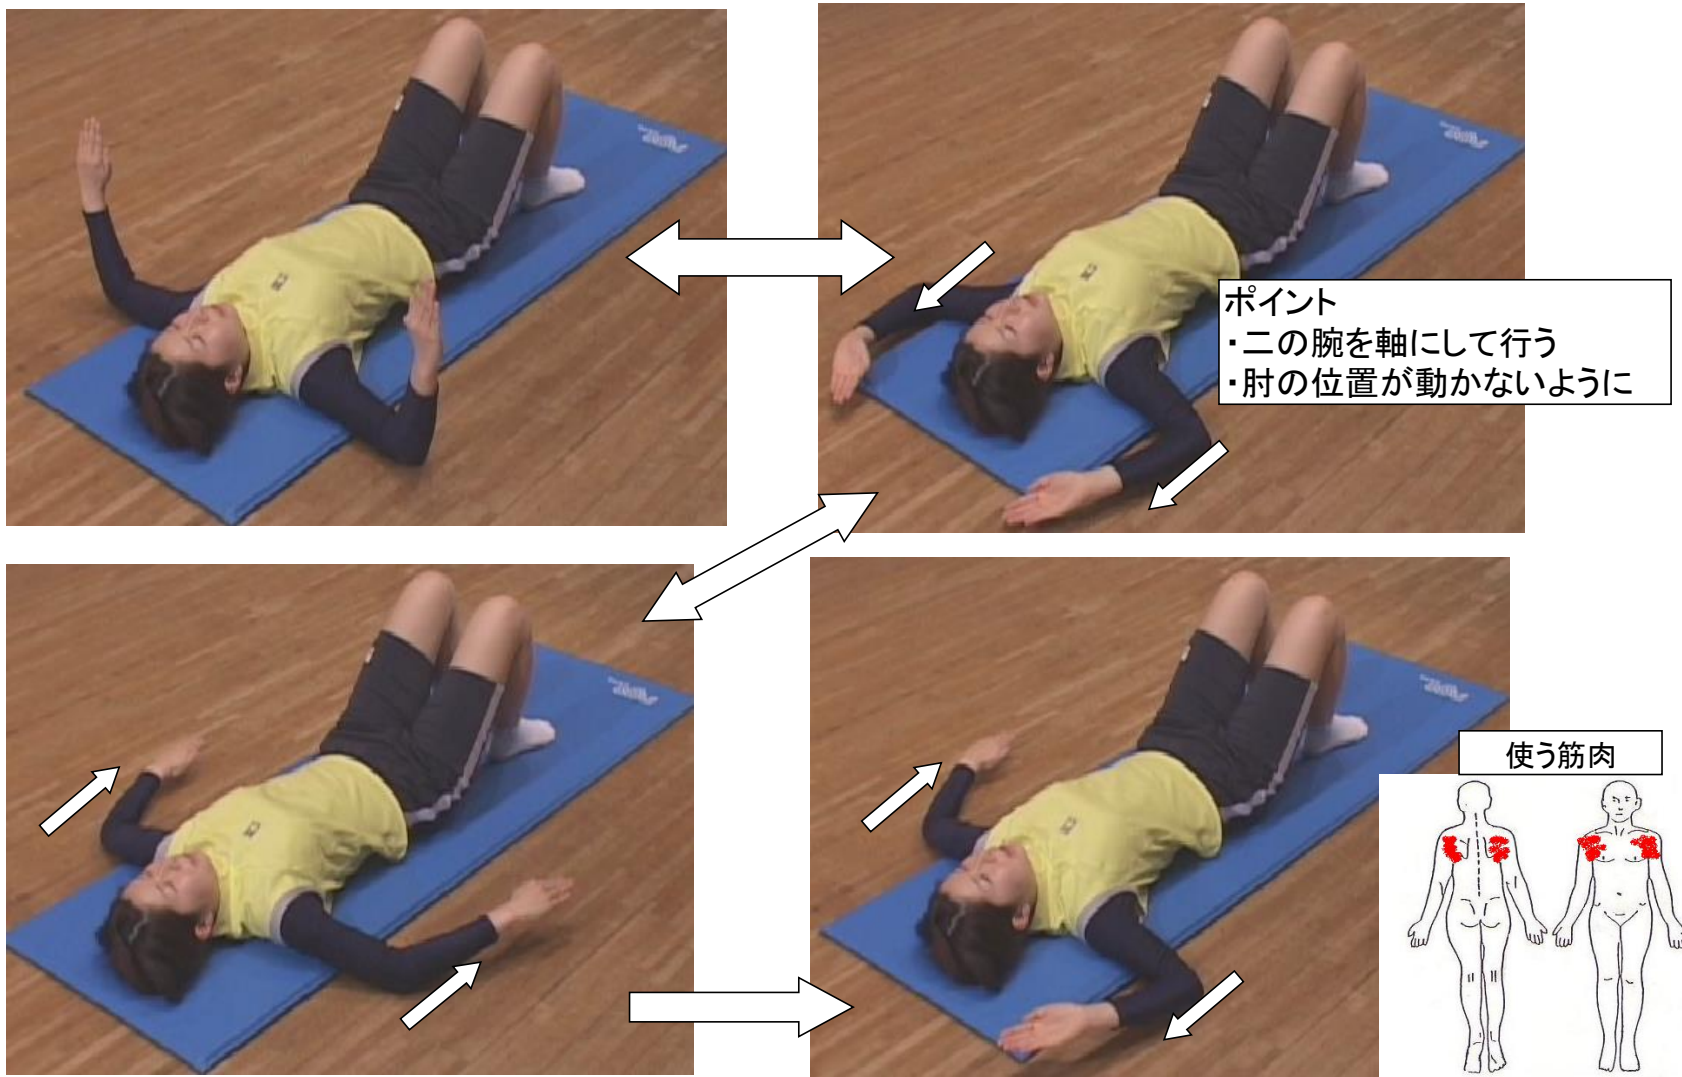 ポイント
・二の腕を軸にして行う
・肘の位置が動かないように
使う筋肉